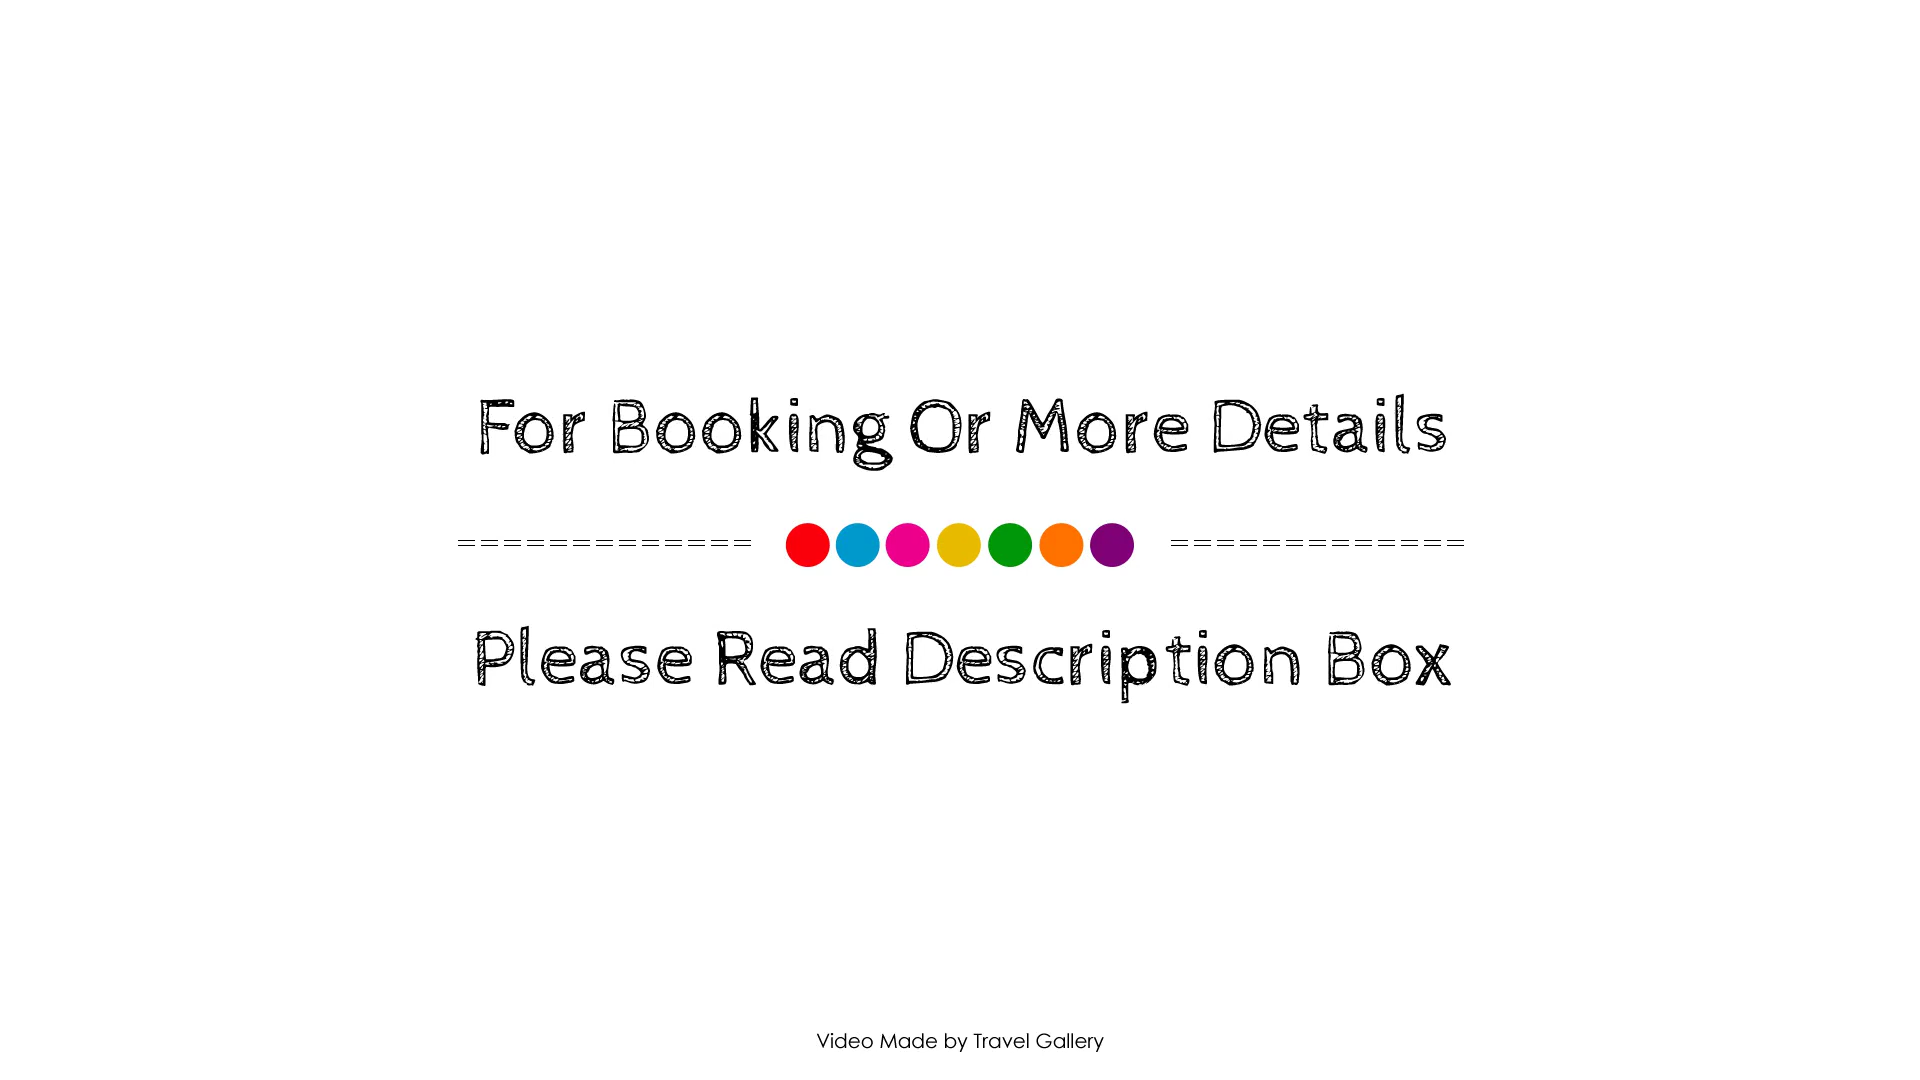 For Booking Or More Details
============= =============
Please Read Description Box
Video Made by Travel Gallery